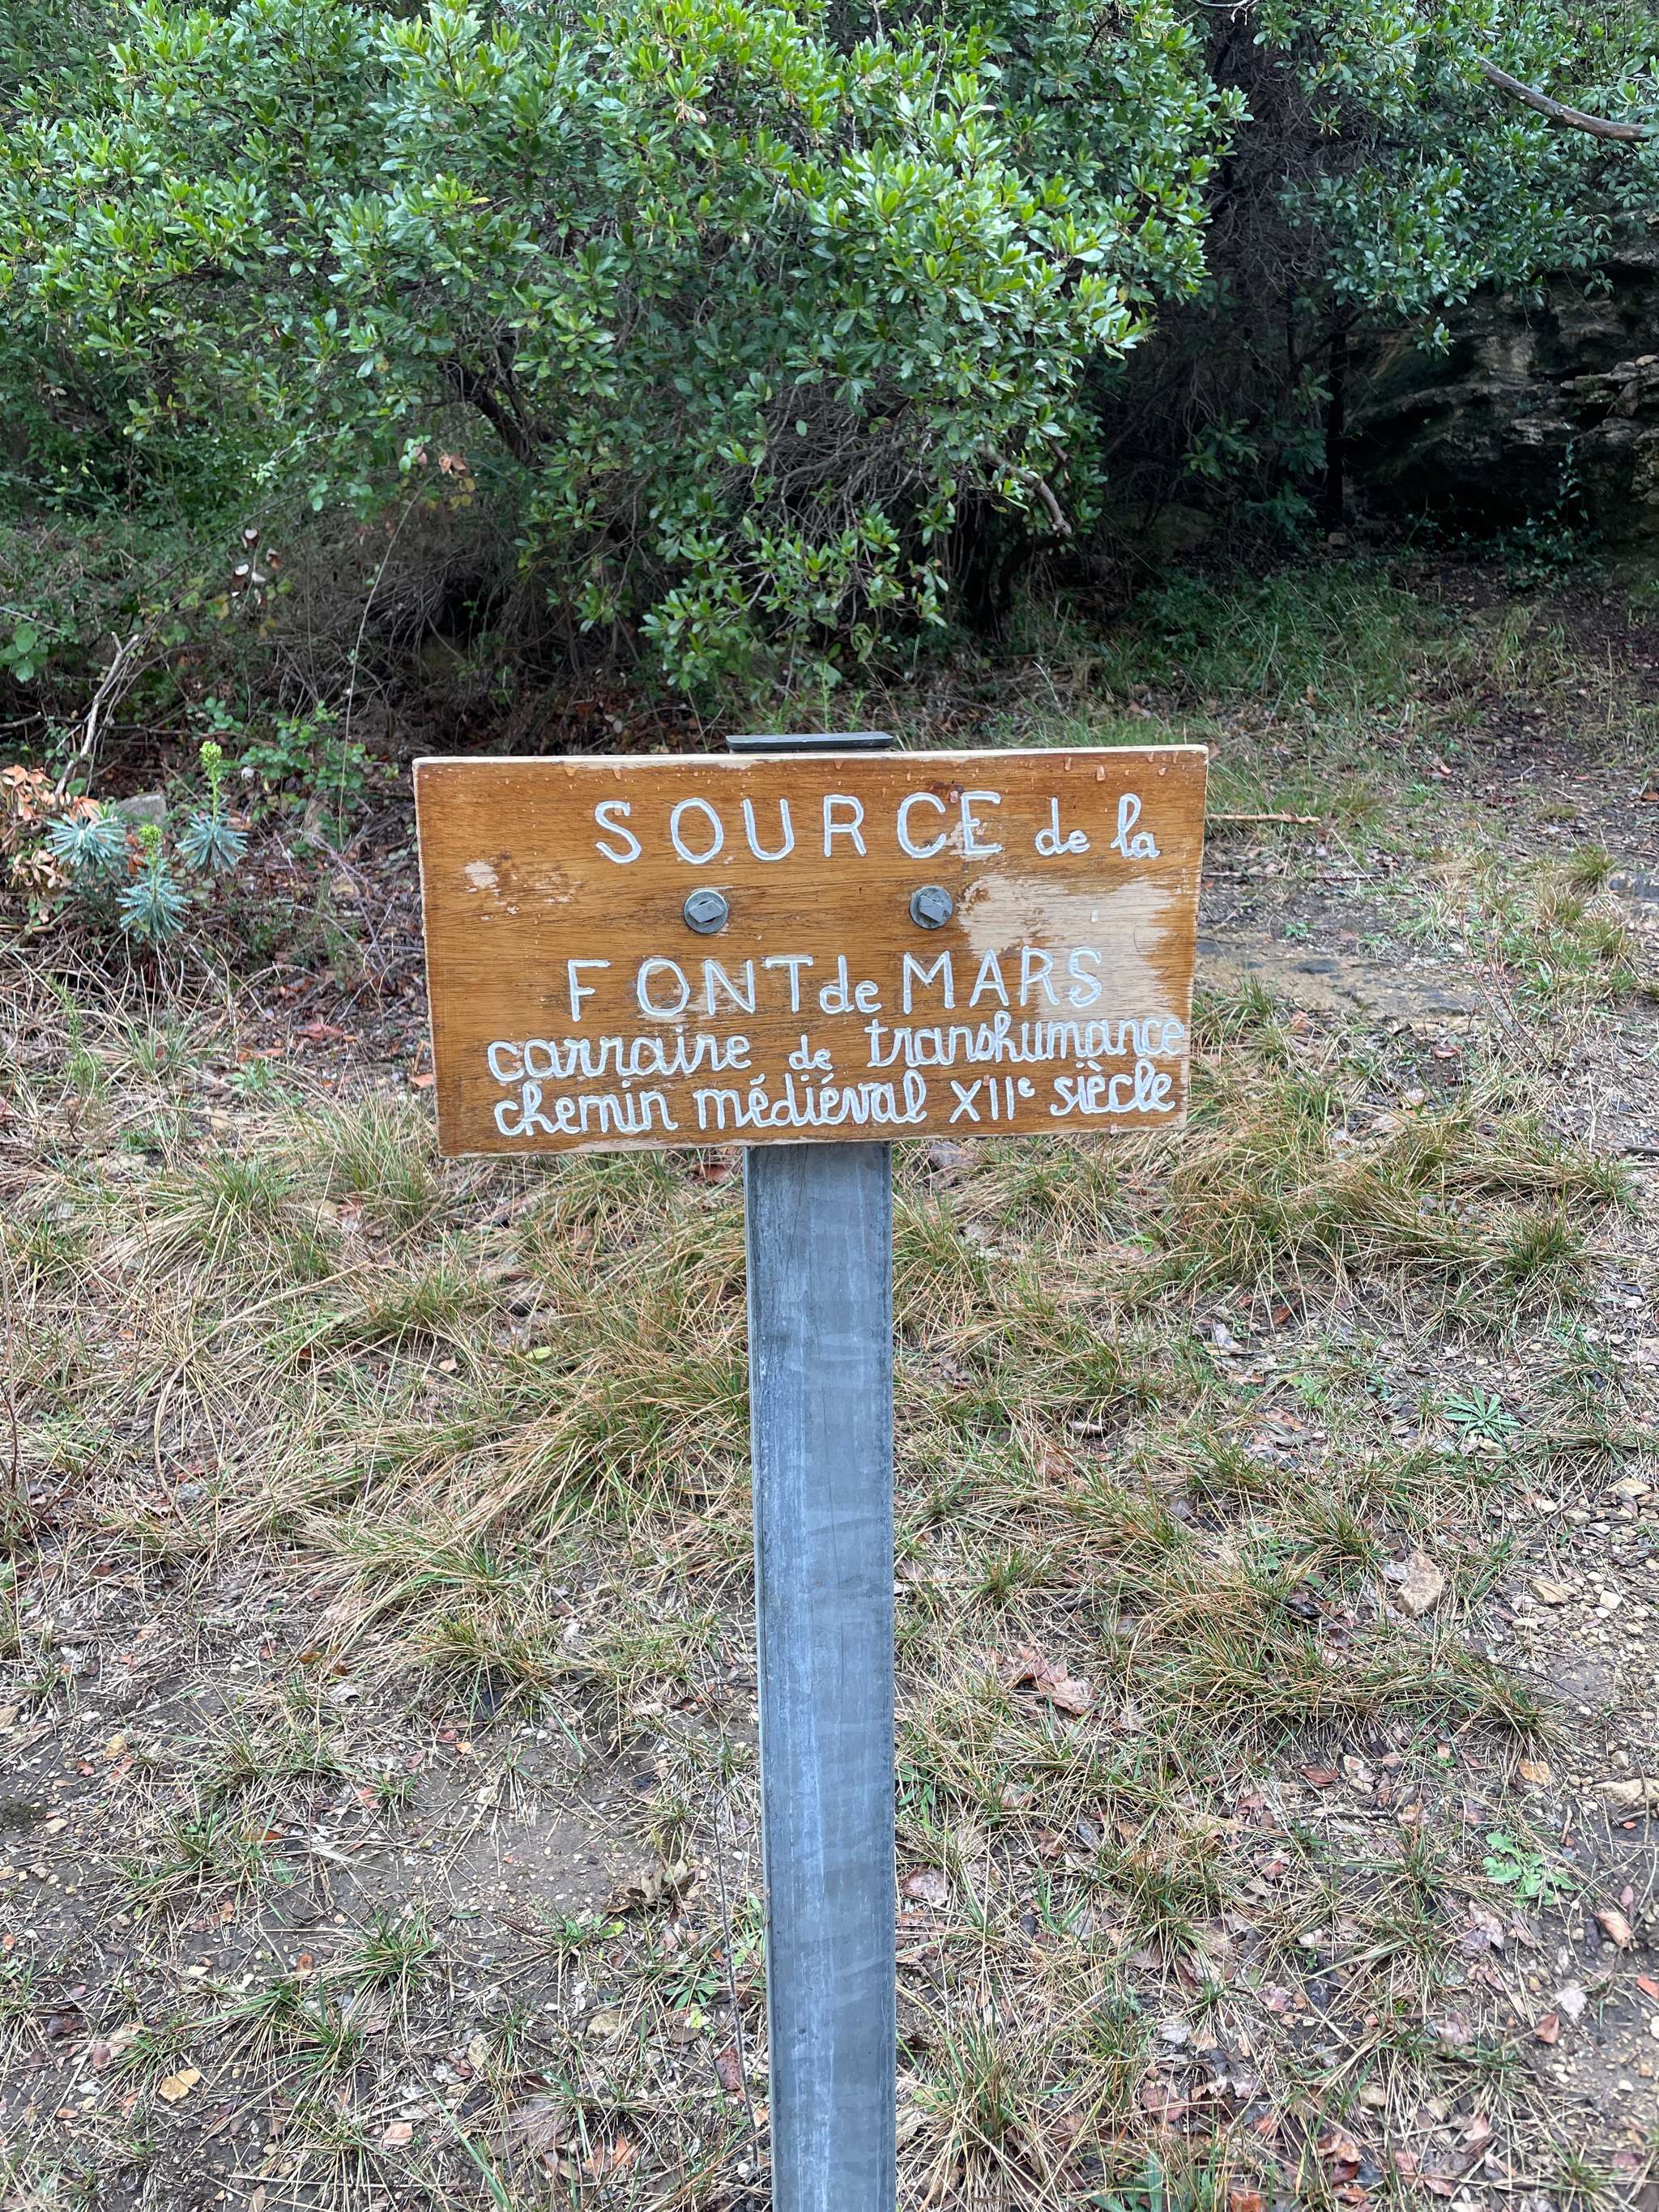 SOURCE de la
FONT de MARS
carraire de transhumance
chemin médiéval XIIe siècle